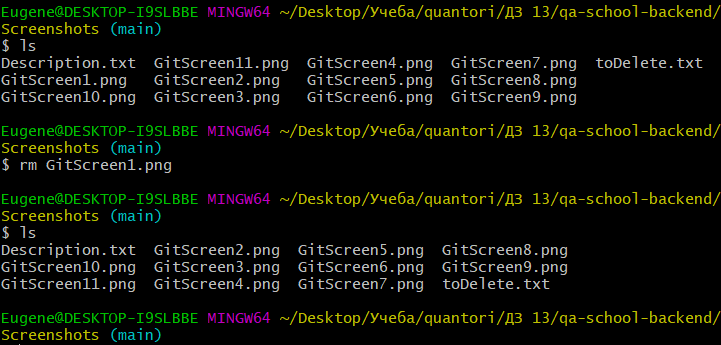 Eugene@DESKTOP-I9SLBBE MINGW64 ~/Desktop/Учеба/quantori/ДЗ 13/qa-school-backend/
Screenshots (main)
$ ls
Description.txt  GitScreen11.png  GitScreen4.png  GitScreen7.png  toDelete.txt
GitScreen1.png   GitScreen2.png   GitScreen5.png  GitScreen8.png
GitScreen10.png  GitScreen3.png   GitScreen6.png  GitScreen9.png
Eugene@DESKTOP-I9SLBBE MINGW64 ~/Desktop/Учеба/quantori/ДЗ 13/qa-school-backend/
Screenshots (main)
$ rm GitScreen1.png
Eugene@DESKTOP-I9SLBBE MINGW64 ~/Desktop/Учеба/quantori/ДЗ 13/qa-school-backend/
Screenshots (main)
$ ls
Description.txt  GitScreen2.png  GitScreen5.png  GitScreen8.png
GitScreen10.png  GitScreen3.png  GitScreen6.png  GitScreen9.png
GitScreen11.png  GitScreen4.png  GitScreen7.png  toDelete.txt
Eugene@DESKTOP-I9SLBBE MINGW64 ~/Desktop/Учеба/quantori/ДЗ 13/qa-school-backend/
Screenshots (main)